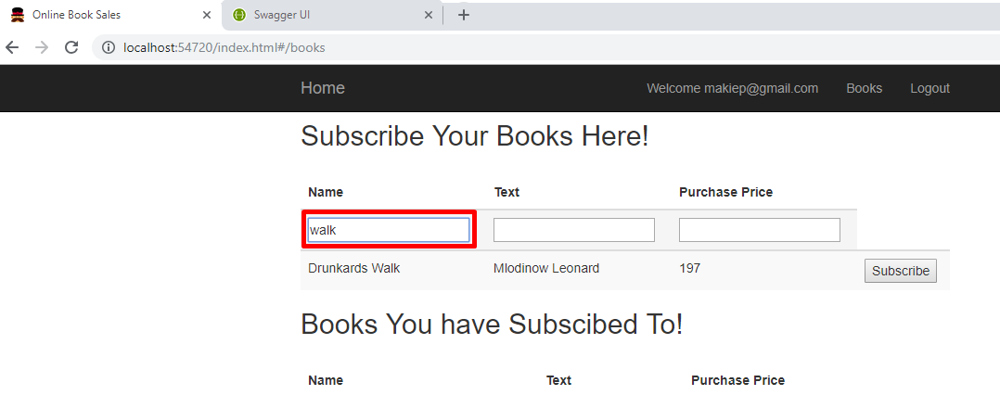 Online Book Sales Swagger UI
localhost:54720/index.html#/books
Home Welcome makiep@gmail.com Books Logout
Subscribe Your Books Here!
Name Text Purchase Price
walk
Drunkards Walk Mlodinow Leonard 197 Subscribe
Books You have Subscibed To!
Name Text Purchase Price